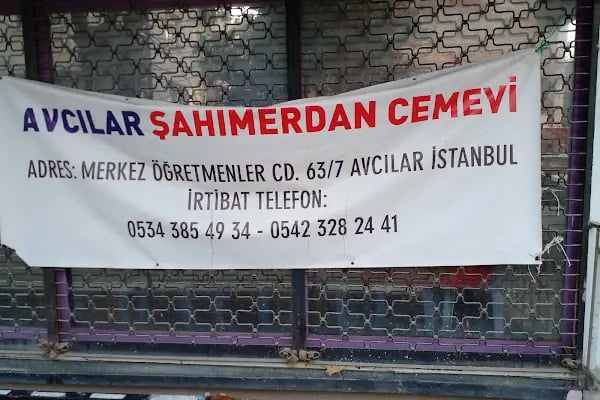 AVCILAR ŞAHIMERDAN CEMEVİ
ADRES: MERKEZ ÖĞRETMENLER CD. 63/7 AVCILAR İSTANBUL
İRTİBAT TELEFON:
0534 385 49 34 - 0542 328 24 41